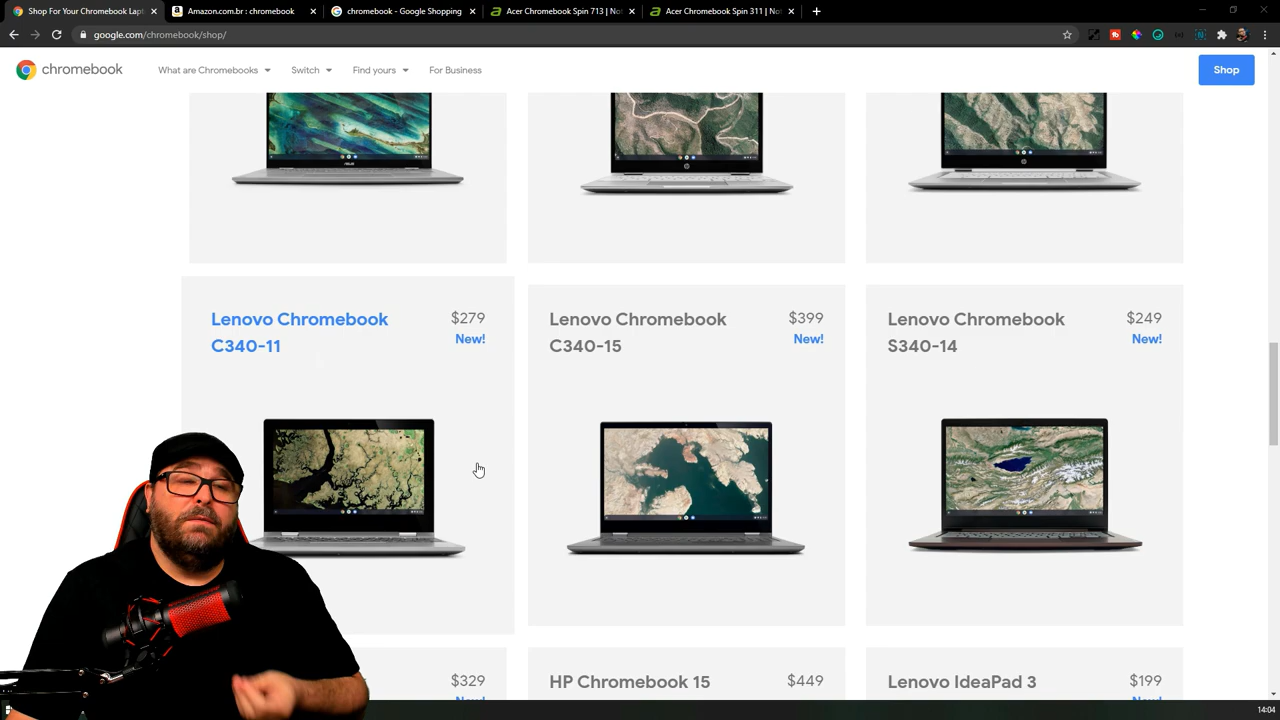 Shop For Your Chromebook Lapt
Amazon.com.br : chromebook
chromebook - Google Shopping
Acer Chromebook Spin 713 | Not
Acer Chromebook Spin 311 | Not
google.com/chromebook/shop/
chromebook
What are Chromebooks
Switch
Find yours
For Business
Shop
Lenovo Chromebook
C340-11
$279
New!
Lenovo Chromebook
C340-15
$399
New!
Lenovo Chromebook
S340-14
$249
New!
$329
HP Chromebook 15
$449
Lenovo IdeaPad 3
$199
14:04